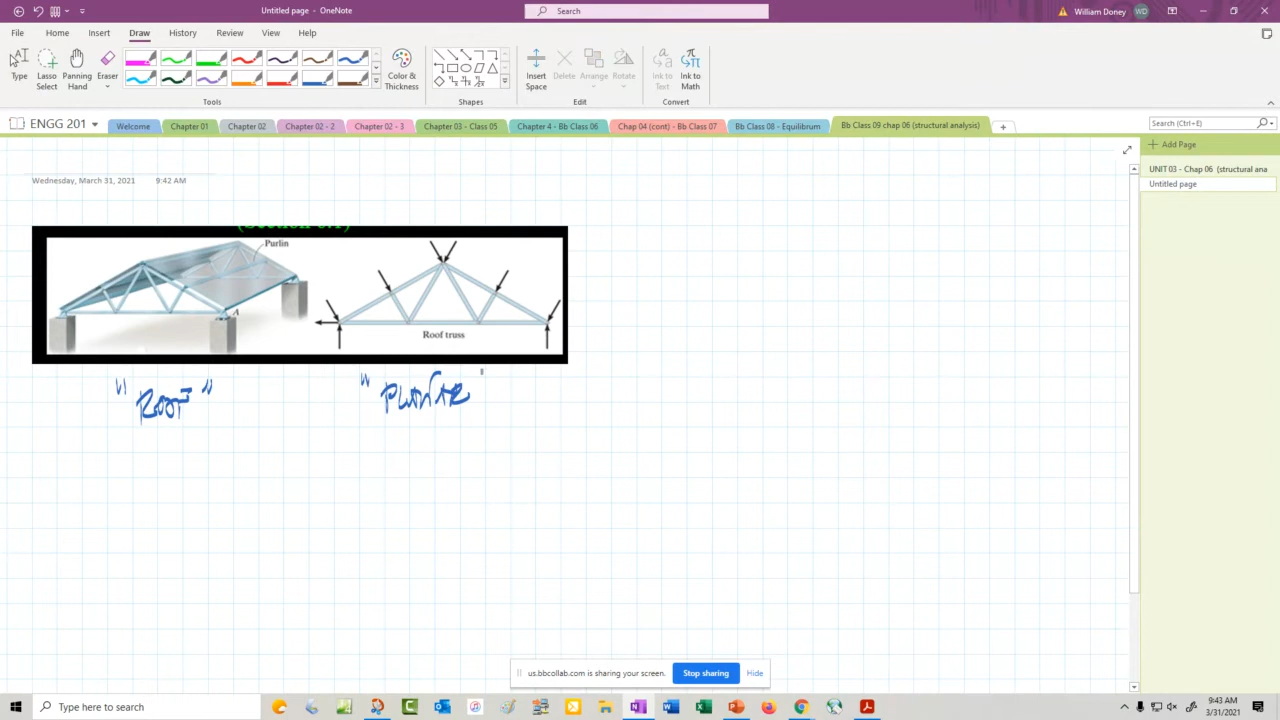 Untitled page - OneNote
Search
William Doney
WD
File Home Insert Draw History Review View Help
Type
Lasso Select
Panning Hand
Eraser
Color & Thickness
Insert Space
Delete
Arrange
Rotate
Ink to Text
Ink to Math
Tools
Shapes
Edit
Convert
ENGG 201
Welcome
Chapter 01
Chapter 02
Chapter 02 - 2
Chapter 02 - 3
Chapter 03 - Class 05
Chapter 4 - Bb Class 06
Chap 04 (cont) - Bb Class 07
Bb Class 08 - Equilibrum
Bb Class 09 chap 06 (structural analysis)
Search (Ctrl+E)
Add Page
UNIT 03 - Chap 06 (structural ana
Untitled page
Wednesday, March 31, 2021 9:42 AM
Purlin
A
Roof truss
"ROOF"
"PLANAR
us.bbcollab.com is sharing your screen.
Stop sharing
Hide
Type here to search
9:43 AM
3/31/2021